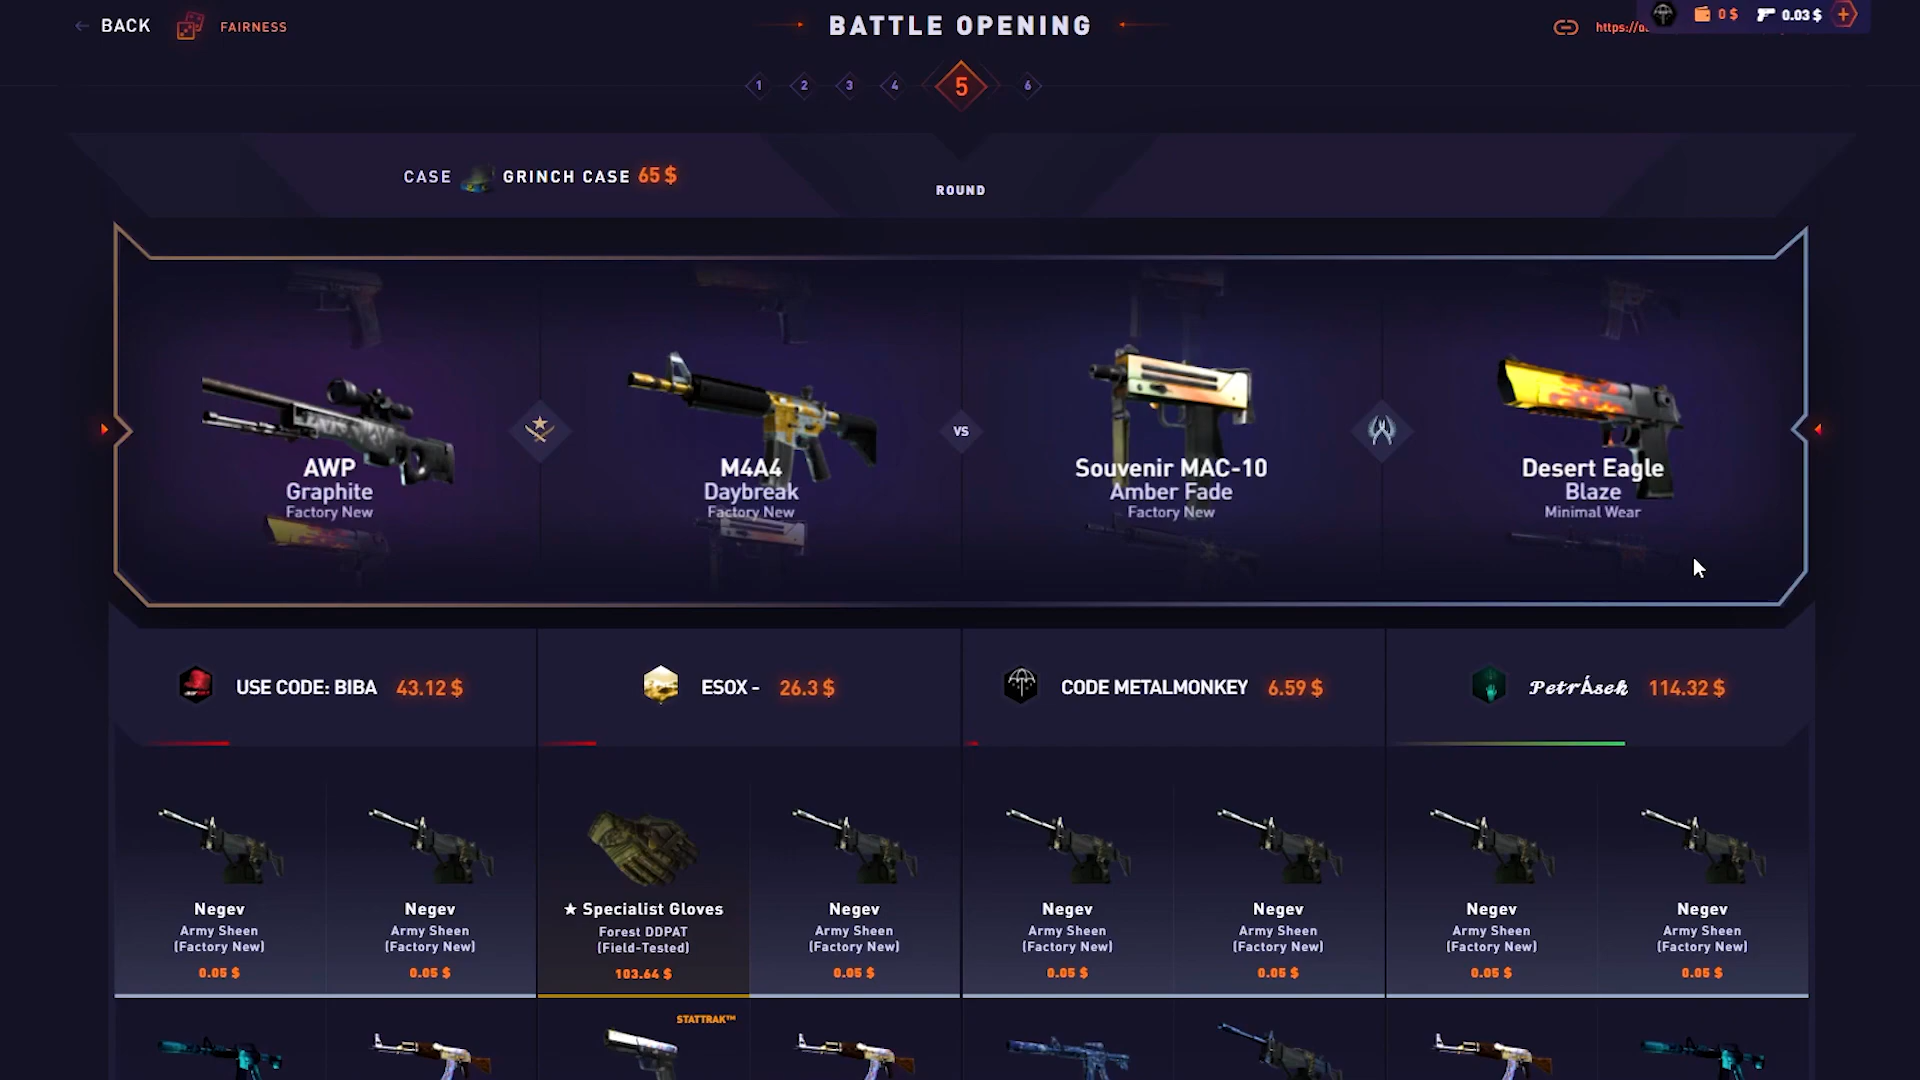 BACK
FAIRNESS
BATTLE OPENING
0 $
0.03 $
1
2
3
4
5
6
CASE GRINCH CASE 65 $
ROUND
AWP
Graphite
Factory New
M4A4
Daybreak
Factory New
VS
Souvenir MAC-10
Amber Fade
Factory New
Desert Eagle
Blaze
Minimal Wear
USE CODE: BIBA 43.12 $
ESOX - 26.3 $
CODE METALMONKEY 6.59 $
PetrÁsek 114.32 $
Negev
Army Sheen
(Factory New)
0.05 $
Negev
Army Sheen
(Factory New)
0.05 $
★ Specialist Gloves
Forest DDPAT
(Field-Tested)
103.64 $
Negev
Army Sheen
(Factory New)
0.05 $
Negev
Army Sheen
(Factory New)
0.05 $
Negev
Army Sheen
(Factory New)
0.05 $
Negev
Army Sheen
(Factory New)
0.05 $
Negev
Army Sheen
(Factory New)
0.05 $
STATTRAK™